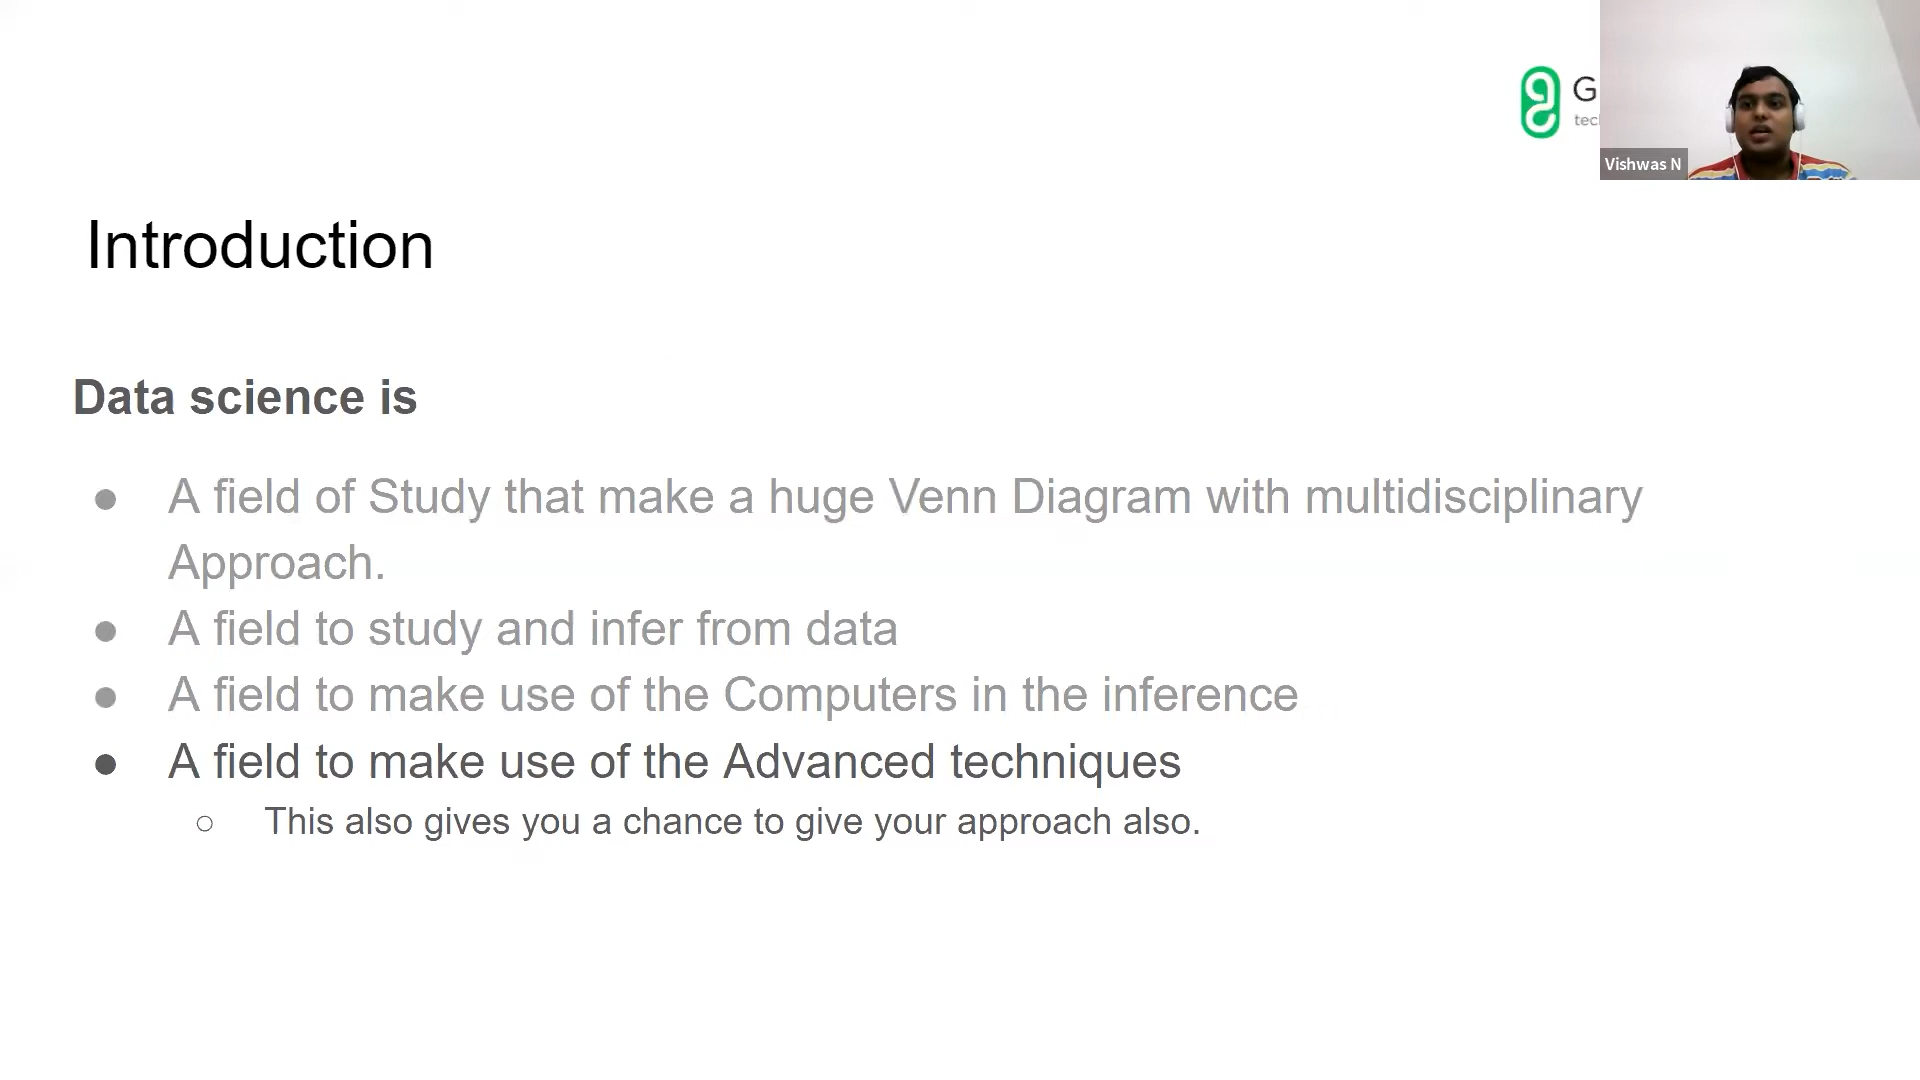 G
tec
Vishwas N
Introduction
Data science is
● A field of Study that make a huge Venn Diagram with multidisciplinary
Approach.
● A field to study and infer from data
● A field to make use of the Computers in the inference
● A field to make use of the Advanced techniques
○ This also gives you a chance to give your approach also.